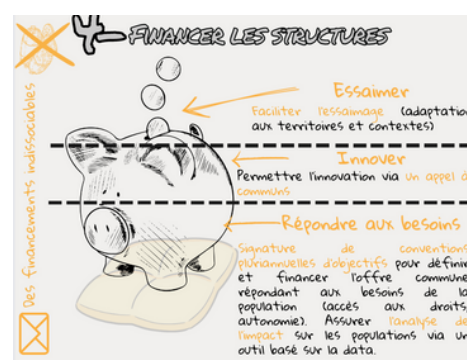 4- FINANCER LES STRUCTURES
Des financements indissociables
Essaimer
Faciliter l'essaimage (adaptation
aux territoires et contextes)
Innover
Permettre l'innovation via un appel à
communs
Répondre aux besoins
Signature de conventions
pluriannuelles d'objectifs pour définir
et financer l'offre commune
répondant aux besoins de la
population (accès aux droits,
autonomie). Assurer l'analyse de
l'impact sur les populations via un
outil basé sur la data.